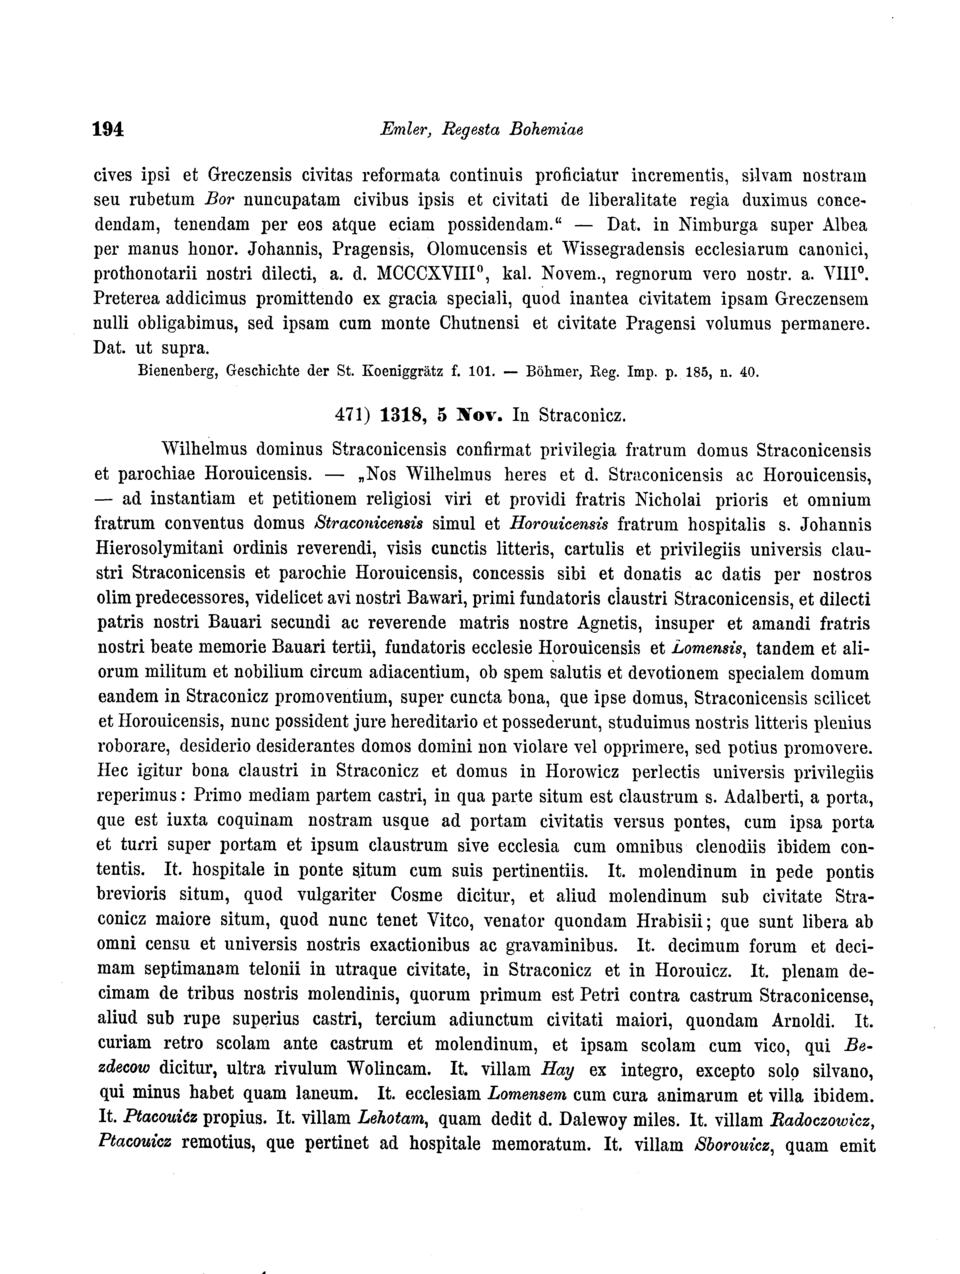 194
Emler, Regesta Bohemiae
cives ipsi et Greczensis civitas reformata continuis proficiatur incrementis, silvam nostram
seu rubetum Bor nuncupatam civibus ipsis et civitati de liberalitate regia duximus conce-
dendam, tenendam per eos atque eciam possidendam.“ — Dat. in Nimburga super Albea
per manus honor. Johannis, Pragensis, Olomucensis et Wissegradensis ecclesiarum canonici,
prothonotarii nostri dilecti, a. d. MCCCXVIII⁰, kal. Novem., regnorum vero nostr. a. VIII⁰.
Preterea addicimus promittendo ex gracia speciali, quod inantea civitatem ipsam Greczensem
nulli obligabimus, sed ipsam cum monte Chutnensi et civitate Pragensi volumus permanere.
Dat. ut supra.
Bienenberg, Geschichte der St. Koeniggrätz f. 101. — Böhmer, Reg. Imp. p. 185, n. 40.
471) 1318, 5 Nov. In Straconicz.
Wilhelmus dominus Straconicensis confirmat privilegia fratrum domus Straconicensis
et parochiae Horouicensis. — „Nos Wilhelmus heres et d. Straconicensis ac Horouicensis,
— ad instantiam et petitionem religiosi viri et providi fratris Nicholai prioris et omnium
fratrum conventus domus Straconicensis simul et Horouicensis fratrum hospitalis s. Johannis
Hierosolymitani ordinis reverendi, visis cunctis litteris, cartulis et privilegiis universis clau-
stri Straconicensis et parochie Horouicensis, concessis sibi et donatis ac datis per nostros
olim predecessores, videlicet avi nostri Bawari, primi fundatoris claustri Straconicensis, et dilecti
patris nostri Bauari secundi ac reverende matris nostre Agnetis, insuper et amandi fratris
nostri beate memorie Bauari tertii, fundatoris ecclesie Horouicensis et Lomensis, tandem et ali-
orum militum et nobilium circum adiacentium, ob spem salutis et devotionem specialem domum
eandem in Straconicz promoventium, super cuncta bona, que ipse domus, Straconicensis scilicet
et Horouicensis, nunc possident jure hereditario et possederunt, studuimus nostris litteris plenius
roborare, desiderio desiderantes domos domini non violare vel opprimere, sed potius promovere.
Hec igitur bona claustri in Straconicz et domus in Horowicz perlectis universis privilegiis
reperimus: Primo mediam partem castri, in qua parte situm est claustrum s. Adalberti, a porta,
que est iuxta coquinam nostram usque ad portam civitatis versus pontes, cum ipsa porta
et turri super portam et ipsum claustrum sive ecclesia cum omnibus clenodiis ibidem con-
tentis. It. hospitale in ponte situm cum suis pertinentiis. It. molendinum in pede pontis
brevioris situm, quod vulgariter Cosme dicitur, et aliud molendinum sub civitate Stra-
conicz maiore situm, quod nunc tenet Vitco, venator quondam Hrabisii; que sunt libera ab
omni censu et universis nostris exactionibus ac gravaminibus. It. decimum forum et deci-
mam septimanam telonii in utraque civitate, in Straconicz et in Horouicz. It. plenam de-
cimam de tribus nostris molendinis, quorum primum est Petri contra castrum Straconicense,
aliud sub rupe superius castri, tercium adiunctum civitati maiori, quondam Arnoldi. It.
curiam retro scolam ante castrum et molendinum, et ipsam scolam cum vico, qui Be-
zdecow dicitur, ultra rivulum Wolincam. It. villam Hay ex integro, excepto solo silvano,
qui minus habet quam laneum. It. ecclesiam Lomensem cum cura animarum et villa ibidem.
It. Ptacouicz propius. It. villam Lehotam, quam dedit d. Dalewoy miles. It. villam Radoczowicz,
Ptacouicz remotius, que pertinet ad hospitale memoratum. It. villam Sborouicz, quam emit